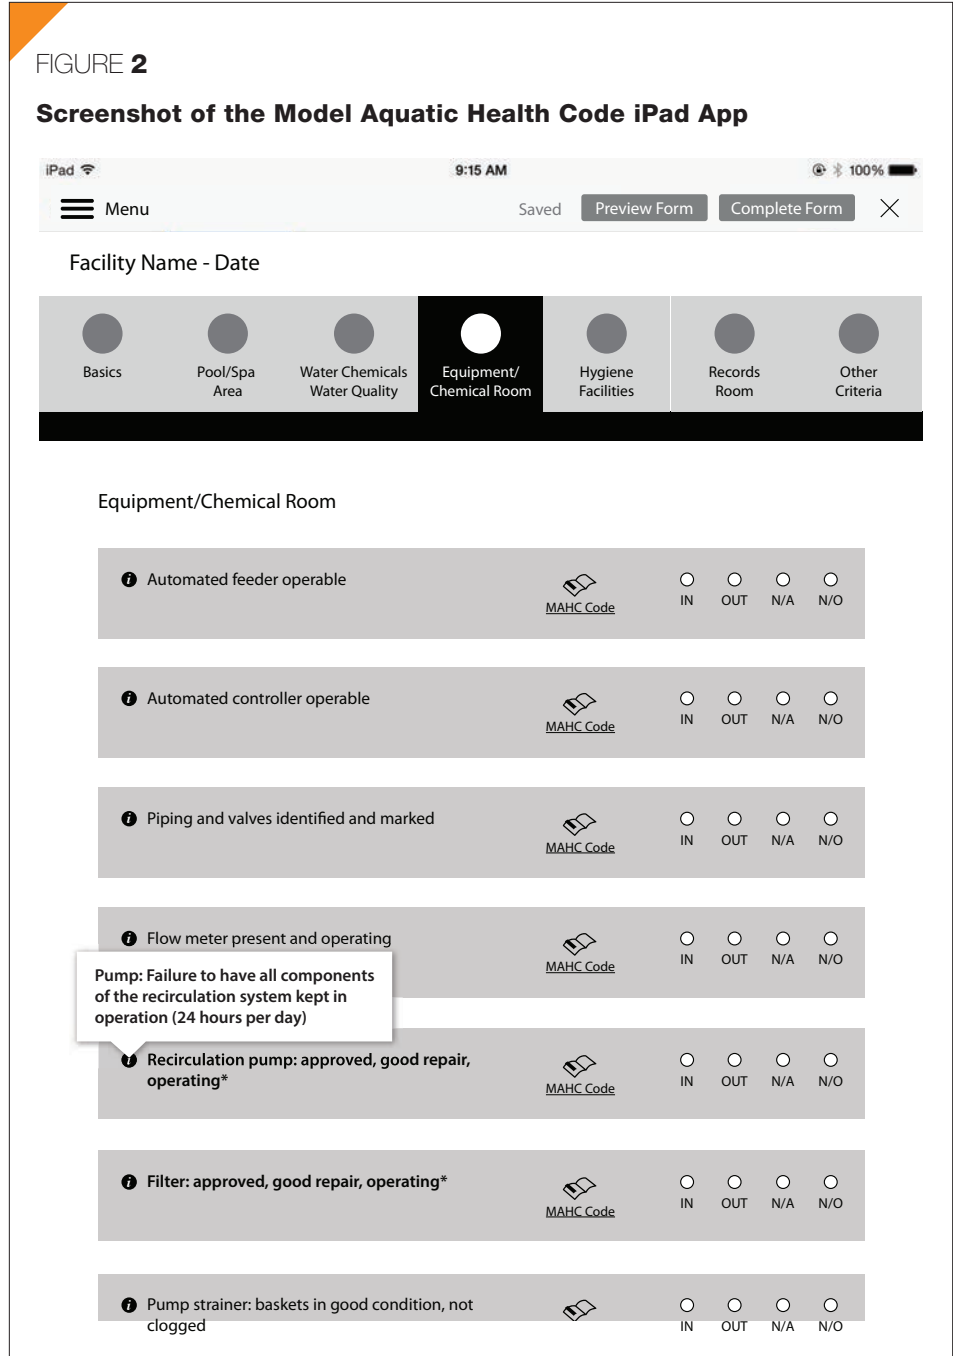 FIGURE 2
Screenshot of the Model Aquatic Health Code iPad App
iPad 9:15 AM 100%
Menu Saved Preview Form Complete Form
Facility Name - Date
Basics Pool/Spa Water Chemicals Equipment/ Hygiene Records Other
Area Water Quality Chemical Room Facilities Room Criteria
Equipment/Chemical Room
Automated feeder operable
MAHC Code IN OUT N/A N/O
Automated controller operable
MAHC Code IN OUT N/A N/O
Piping and valves identified and marked
MAHC Code IN OUT N/A N/O
Flow meter present and operating
MAHC Code IN OUT N/A N/O
Pump: Failure to have all components
of the recirculation system kept in
operation (24 hours per day)
Recirculation pump: approved, good repair,
operating*
MAHC Code IN OUT N/A N/O
Filter: approved, good repair, operating*
MAHC Code IN OUT N/A N/O
Pump strainer: baskets in good condition, not
clogged IN OUT N/A N/O